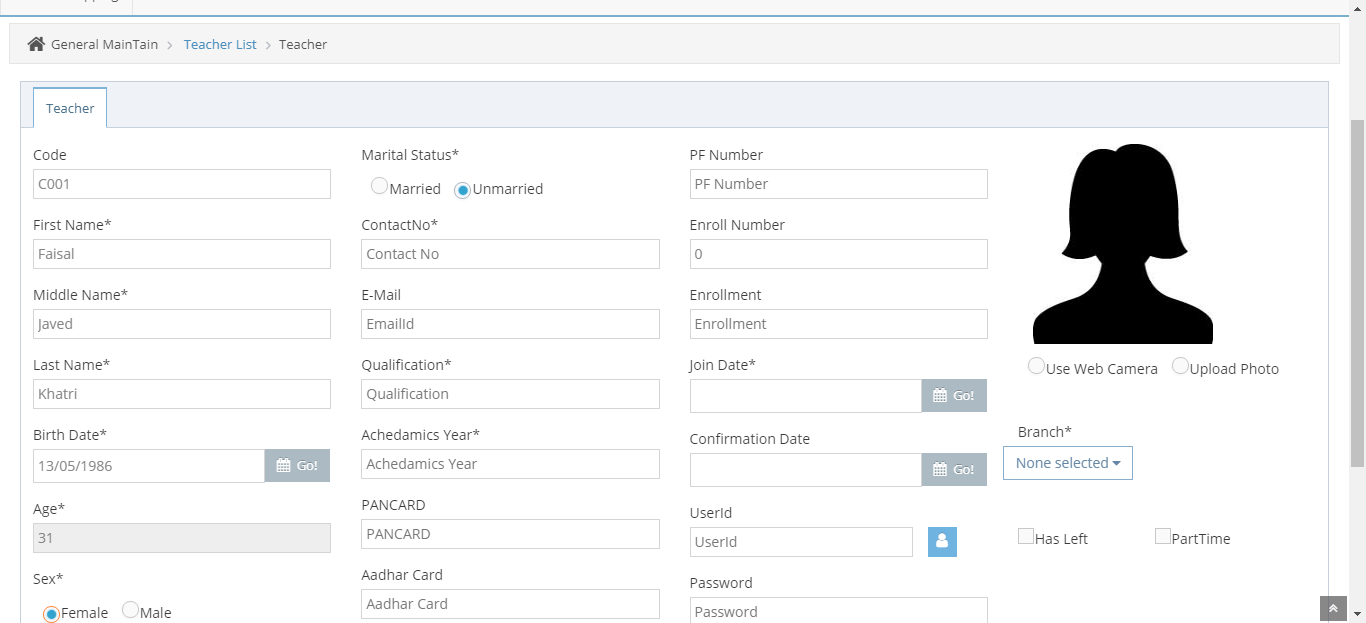 General MainTain > Teacher List > Teacher
Teacher
Code
C001
First Name*
Faisal
Middle Name*
Javed
Last Name*
Khatri
Birth Date*
13/05/1986 Go!
Age*
31
Sex*
Female Male
Marital Status*
Married Unmarried
ContactNo*
Contact No
E-Mail
EmailId
Qualification*
Qualification
Achedamics Year*
Achedamics Year
PANCARD
PANCARD
Aadhar Card
Aadhar Card
PF Number
PF Number
Enroll Number
0
Enrollment
Enrollment
Join Date*
Go!
Confirmation Date
Go!
UserId
UserId
Password
Password
Use Web Camera Upload Photo
Branch*
None selected
Has Left PartTime